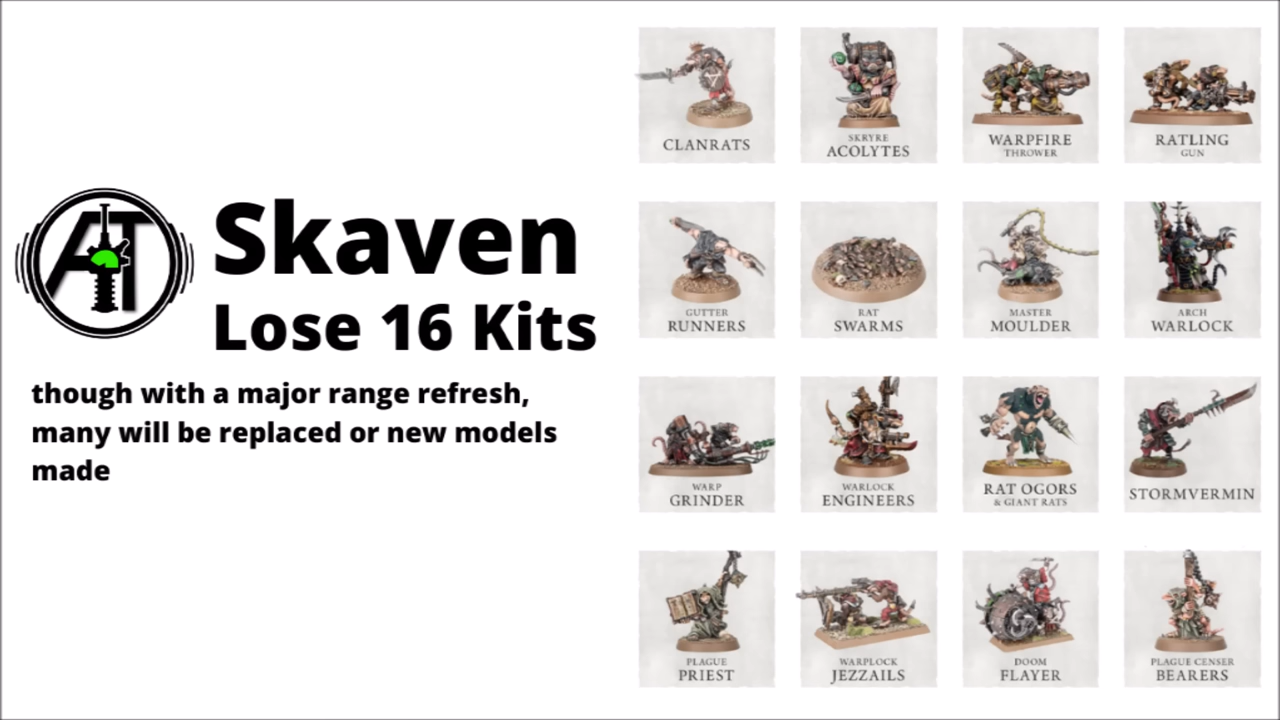 AT
Skaven
Lose 16 Kits
though with a major range refresh,
many will be replaced or new models
made
CLANRATS
SKRYRE
ACOLYTES
WARPFIRE
THROWER
RATLING
GUN
GUTTER
RUNNERS
RAT
SWARMS
MASTER
MOULDER
ARCH
WARLOCK
WARP
GRINDER
WARLOCK
ENGINEERS
RAT OGORS
& GIANT RATS
STORMVERMIN
PLAGUE
PRIEST
WARPLOCK
JEZZAILS
DOOM
FLAYER
PLAGUE CENSER
BEARERS